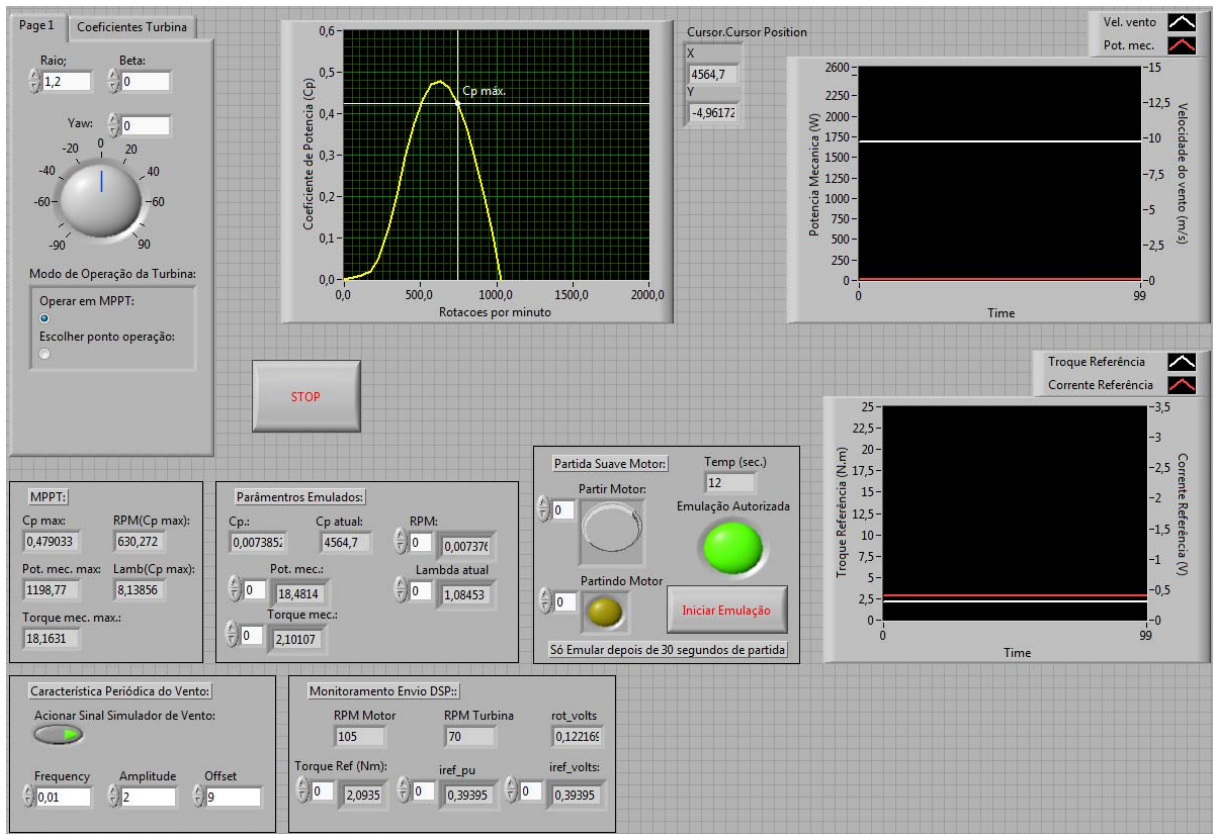 Page 1
Coeficientes Turbina
Raio;
Beta:
1,2
0
Yaw:
0
-20 0 20
-40 40
-60 -60
-90 90
Modo de Operação da Turbina:
Operar em MPPT:
Escolher ponto operação:
Coeficiente de Potencia (Cp)
0,6
0,5
0,4
0,3
0,2
0,1
0,0
Cp máx.
0,0 500,0 1000,0 1500,0 2000,0
Rotacoes por minuto
Cursor.Cursor Position
X
4564,7
Y
-4,96172
Vel. vento
Pot. mec.
Potencia Mecanica (W)
2600
2250
2000
1750
1500
1250
1000
750
500
250
0
15
12,5
10
7,5
5
2,5
0
Velocidade do vento (m/s)
0 99
Time
STOP
Troque Referência
Corrente Referência
Troque Referência (N.m)
25
22,5
20
17,5
15
12,5
10
7,5
5
2,5
0
3,5
3
2,5
2
1,5
1
0,5
0
Corrente Referência (V)
0 99
Time
MPPT:
Cp max: RPM(Cp max):
0,479033 630,272
Pot. mec. max: Lamb(Cp max):
1198,77 8,13856
Torque mec. max.:
18,1631
Parâmentros Emulados:
Cp.: Cp atual: RPM:
0,007385 4564,7 0 0,007376
Pot. mec.: Lambda atual
0 18,4814 0 1,08453
Torque mec.:
0 2,10107
Partida Suave Motor:
Temp (sec.)
12
Partir Motor:
0
Emulação Autorizada
Partindo Motor
0
Iniciar Emulação
Só Emular depois de 30 segundos de partida
Característica Periódica do Vento:
Acionar Sinal Simulador de Vento:
Frequency Amplitude Offset
0,01 2 9
Monitoramento Envio DSP::
RPM Motor RPM Turbina rot_volts
105 70 0,122169
Torque Ref (Nm): iref_pu iref_volts:
0 2,0935 0 0,39395 0 0,39395